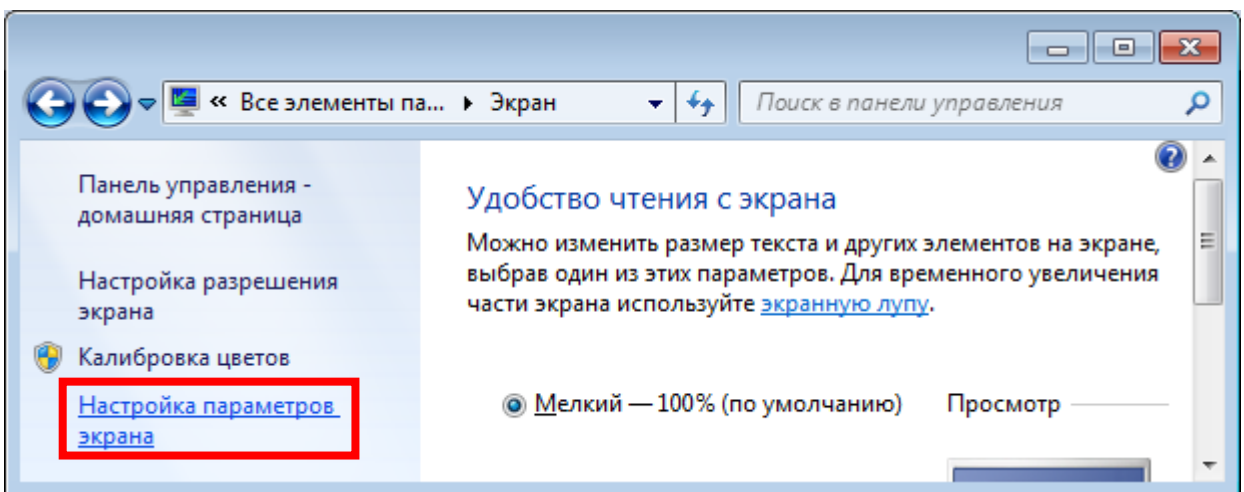 « Все элементы па... ▸ Экран
Поиск в панели управления
Панель управления -
домашняя страница
Настройка разрешения
экрана
Калибровка цветов
Настройка параметров
экрана
Удобство чтения с экрана
Можно изменить размер текста и других элементов на экране,
выбрав один из этих параметров. Для временного увеличения
части экрана используйте экранную лупу.
Мелкий — 100% (по умолчанию)
Просмотр